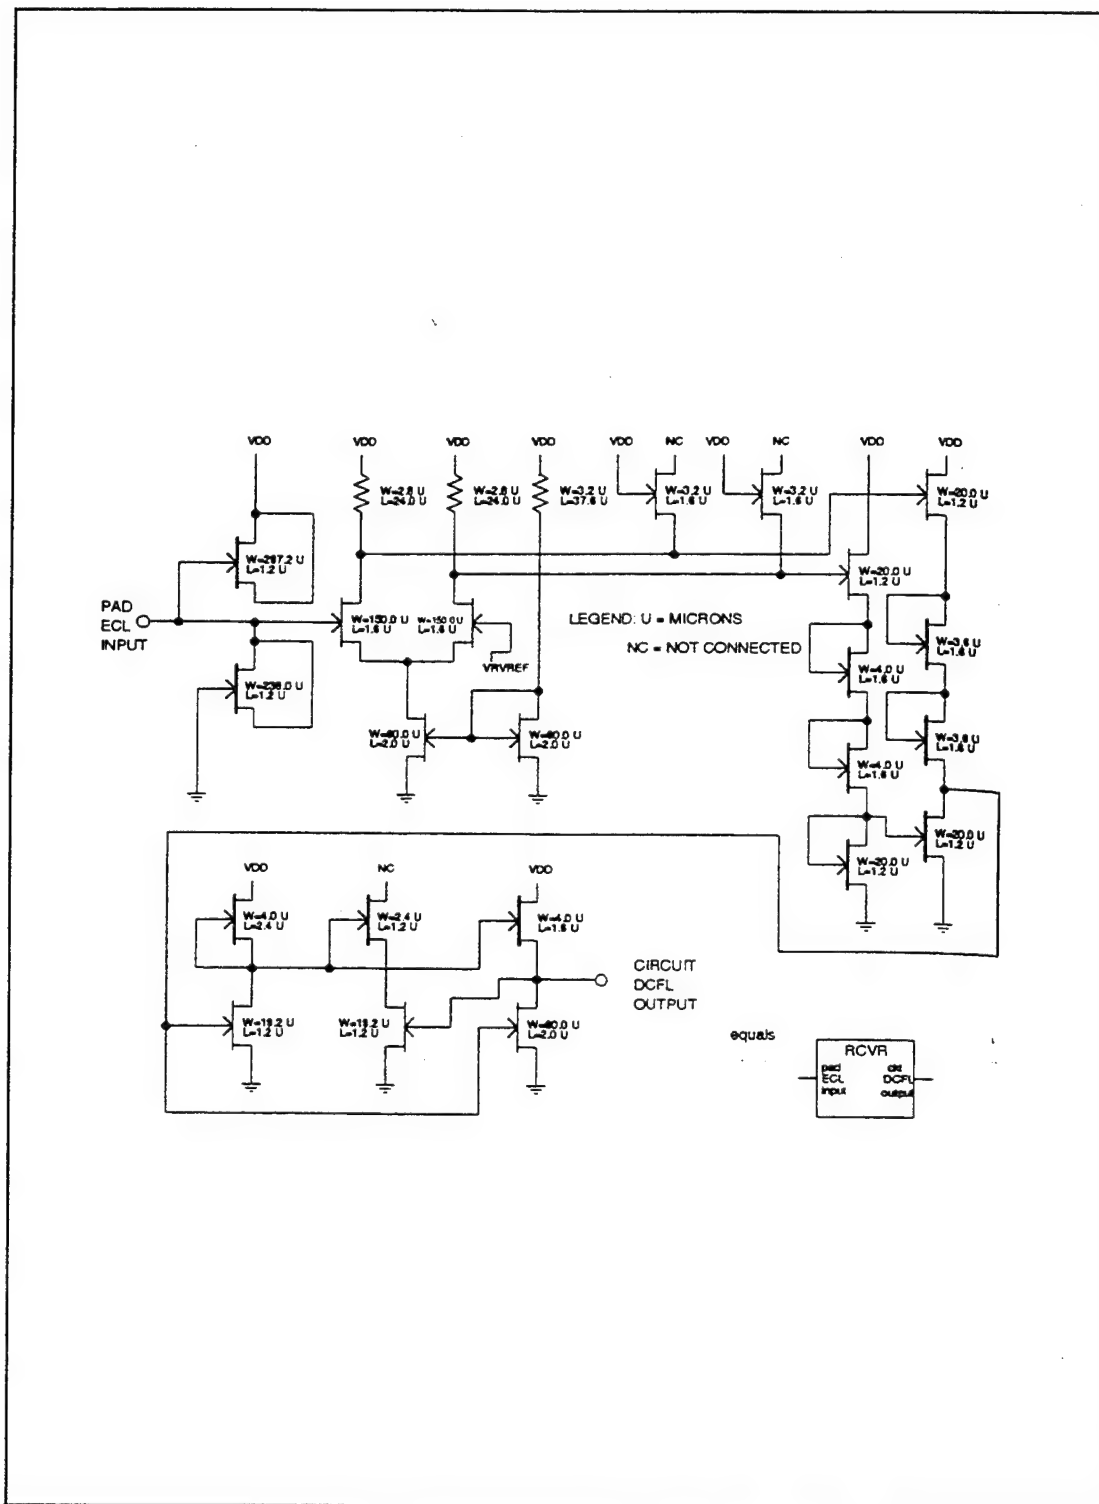 VDD VDD VDD VDD VDD NC VDD NC VDD VDD
W=2.8 U
L=24.0 U
W=2.8 U
L=24.0 U
W=3.2 U
L=37.6 U
W=3.2 U
L=1.6 U
W=3.2 U
L=1.6 U
W=20.0 U
L=1.2 U
W=297.2 U
L=1.2 U
W=20.0 U
L=1.2 U
PAD
ECL
INPUT
W=150.0 U
L=1.6 U
W=150.0 U
L=1.6 U
VRVREF
LEGEND: U = MICRONS
NC = NOT CONNECTED
W=3.6 U
L=1.6 U
W=4.0 U
L=1.6 U
W=236.0 U
L=1.2 U
W=60.0 U
L=2.0 U
W=60.0 U
L=2.0 U
W=3.6 U
L=1.6 U
W=4.0 U
L=1.6 U
W=20.0 U
L=1.2 U
W=20.0 U
L=1.2 U
VDD NC VDD
W=4.0 U
L=2.4 U
W=2.4 U
L=1.2 U
W=4.0 U
L=1.6 U
CIRCUIT
DCFL
OUTPUT
W=19.2 U
L=1.2 U
W=19.2 U
L=1.2 U
W=60.0 U
L=2.0 U
equals
RCVR
pad
ECL
input
ckt
DCFL
output